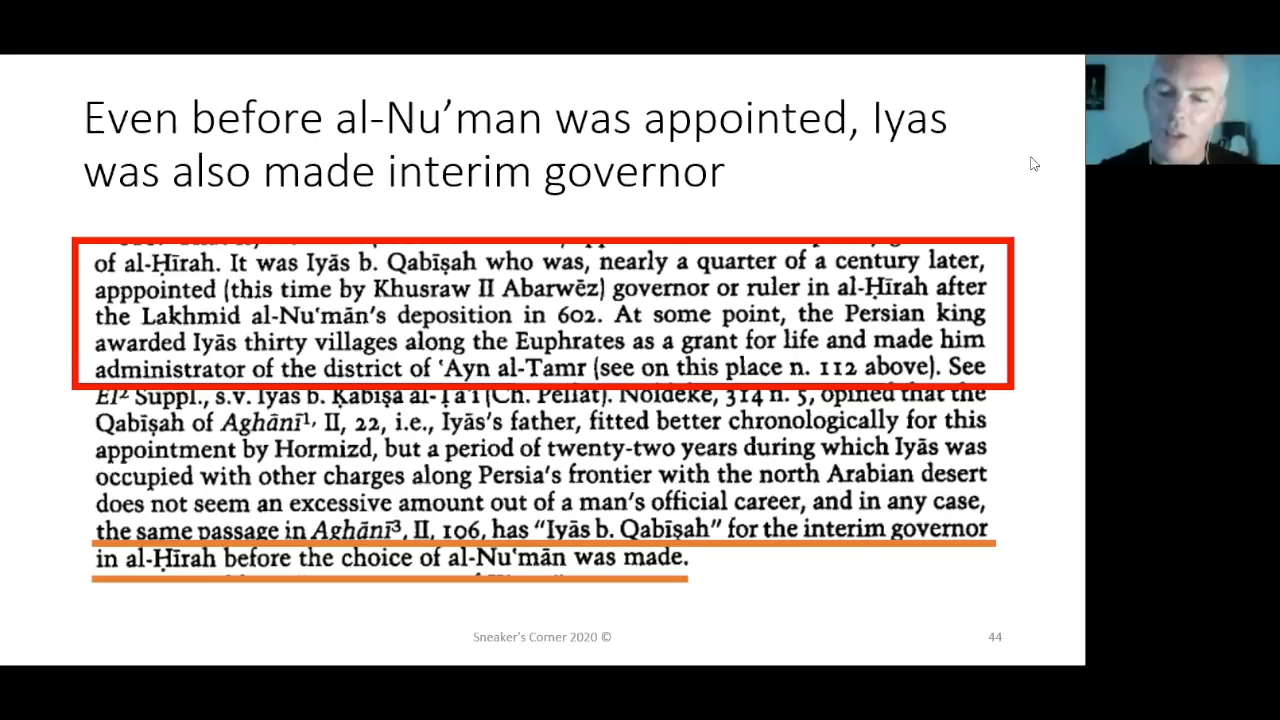 Even before al-Nu’man was appointed, Iyas
was also made interim governor
of al-Ḥīrah. It was Iyās b. Qabīṣah who was, nearly a quarter of a century later,
apppointed (this time by Khusraw II Abarwēz) governor or ruler in al-Ḥīrah after
the Lakhmid al-Nuʿmān's deposition in 602. At some point, the Persian king
awarded Iyās thirty villages along the Euphrates as a grant for life and made him
administrator of the district of ʿAyn al-Tamr (see on this place n. 112 above). See
EI² Suppl., s.v. Iyās b. Ḳabīṣa al-Ṭāʾī (Ch. Pellat). Nöldeke, 314 n. 5, opined that the
Qabīṣah of Aghānī¹, II, 22, i.e., Iyās's father, fitted better chronologically for this
appointment by Hormizd, but a period of twenty-two years during which Iyās was
occupied with other charges along Persia's frontier with the north Arabian desert
does not seem an excessive amount out of a man's official career, and in any case,
the same passage in Aghānī³, II, 106, has "Iyās b. Qabīṣah" for the interim governor
in al-Ḥīrah before the choice of al-Nuʿmān was made.
Sneaker's Corner 2020 ©
44